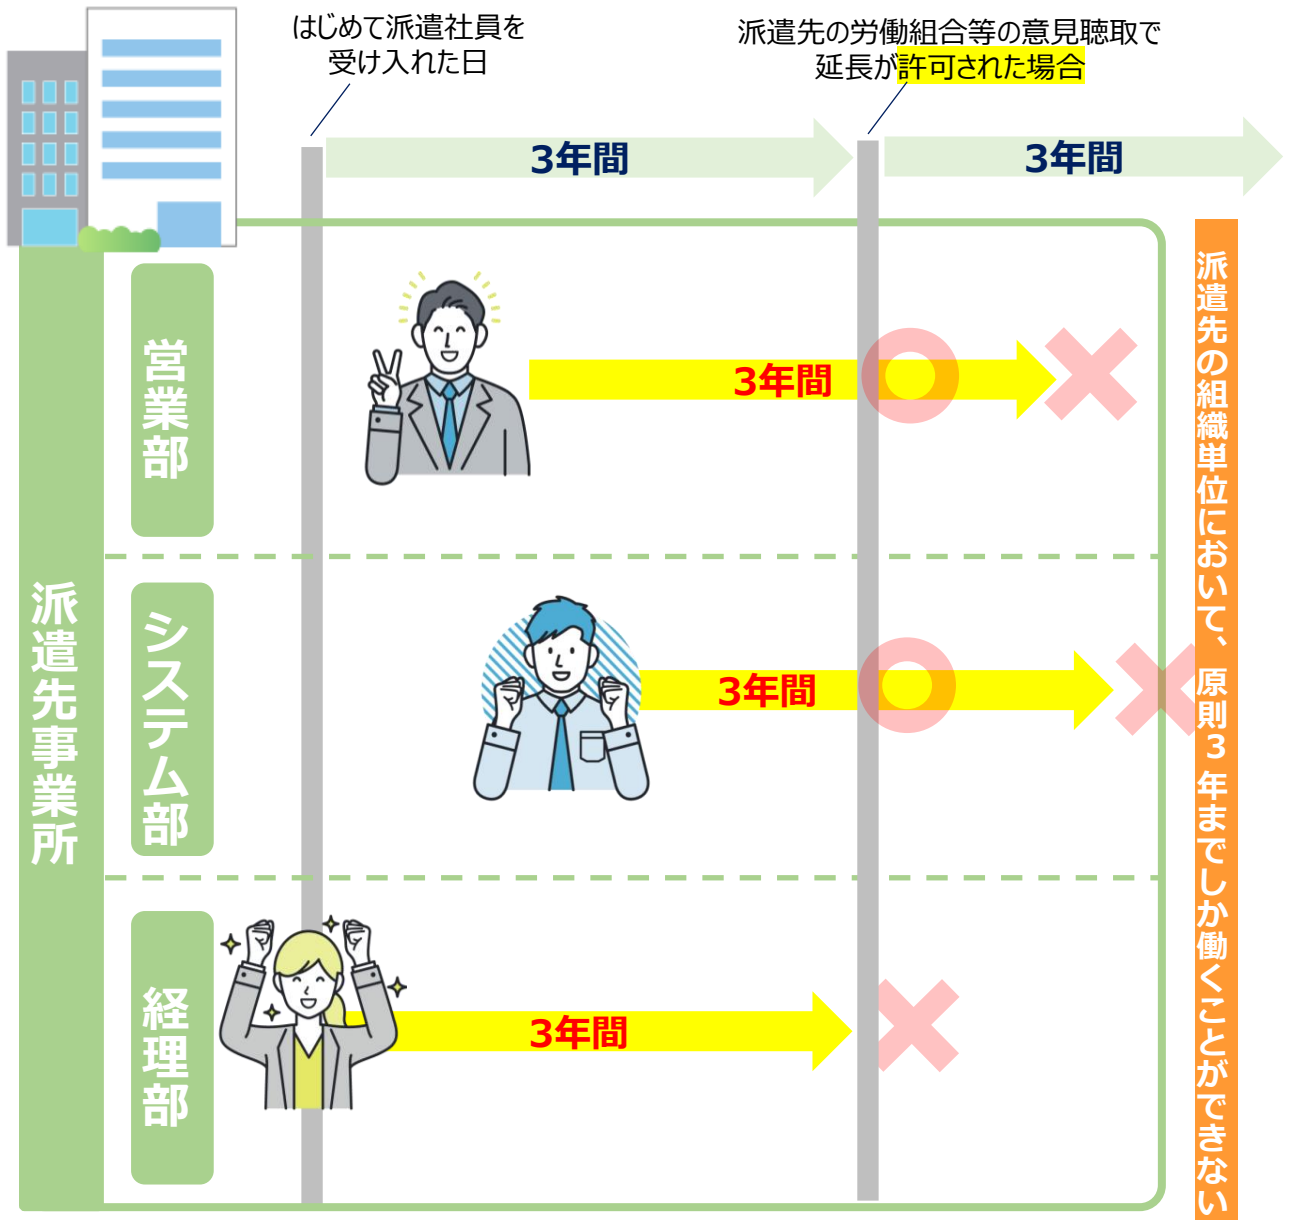 はじめて派遣社員を
受け入れた日
派遣先の労働組合等の意見聴取で
延長が許可された場合
3年間
3年間
派遣先事業所
営業部
3年間
システム部
3年間
経理部
3年間
派遣先の組織単位において、原則３年までしか働くことができない